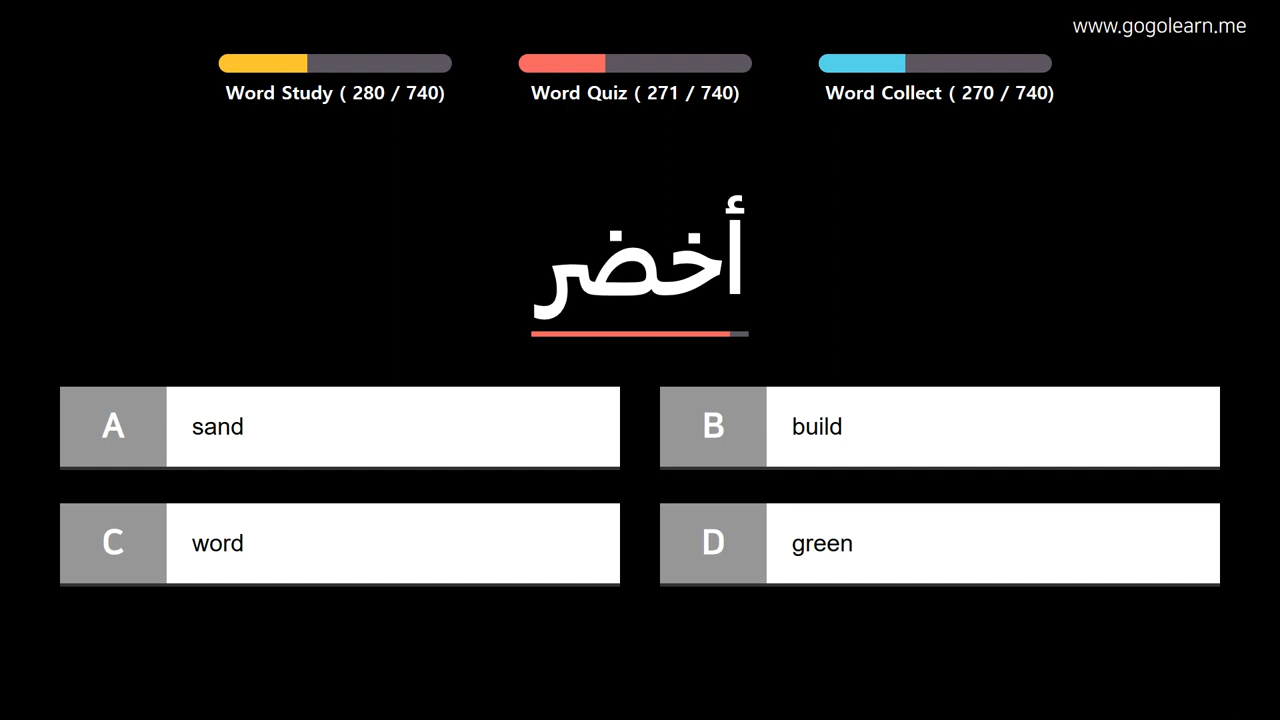 www.gogolearn.me
Word Study ( 280 / 740)
Word Quiz ( 271 / 740)
Word Collect ( 270 / 740)
أخضر
A sand
B build
C word
D green